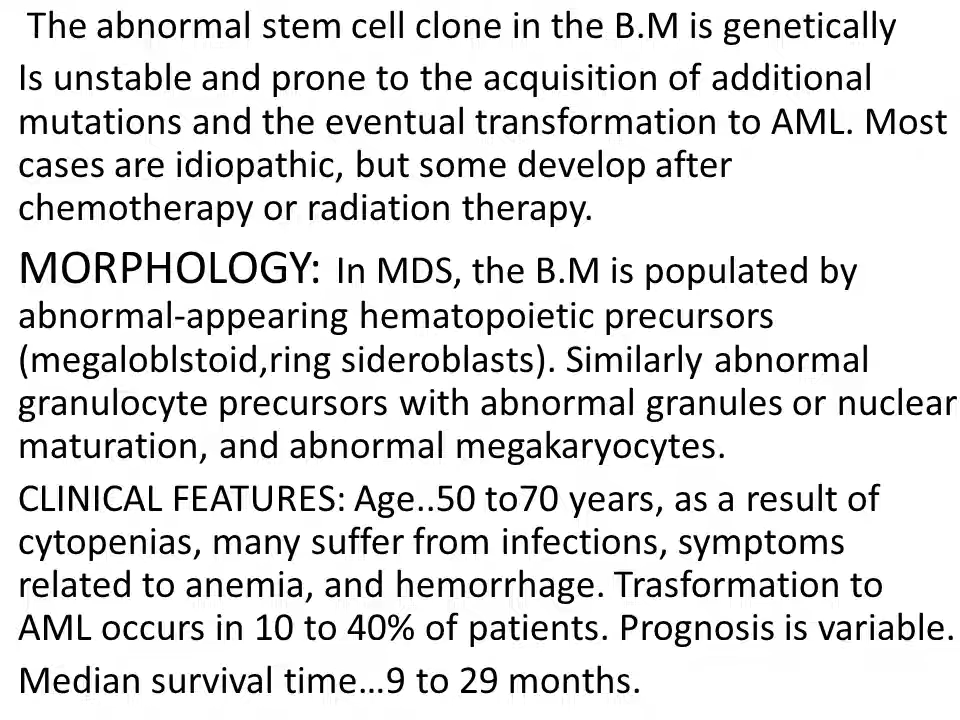 The abnormal stem cell clone in the B.M is genetically
Is unstable and prone to the acquisition of additional
mutations and the eventual transformation to AML. Most
cases are idiopathic, but some develop after
chemotherapy or radiation therapy.
MORPHOLOGY: In MDS, the B.M is populated by
abnormal-appearing hematopoietic precursors
(megaloblstoid,ring sideroblasts). Similarly abnormal
granulocyte precursors with abnormal granules or nuclear
maturation, and abnormal megakaryocytes.
CLINICAL FEATURES: Age..50 to70 years, as a result of
cytopenias, many suffer from infections, symptoms
related to anemia, and hemorrhage. Trasformation to
AML occurs in 10 to 40% of patients. Prognosis is variable.
Median survival time…9 to 29 months.